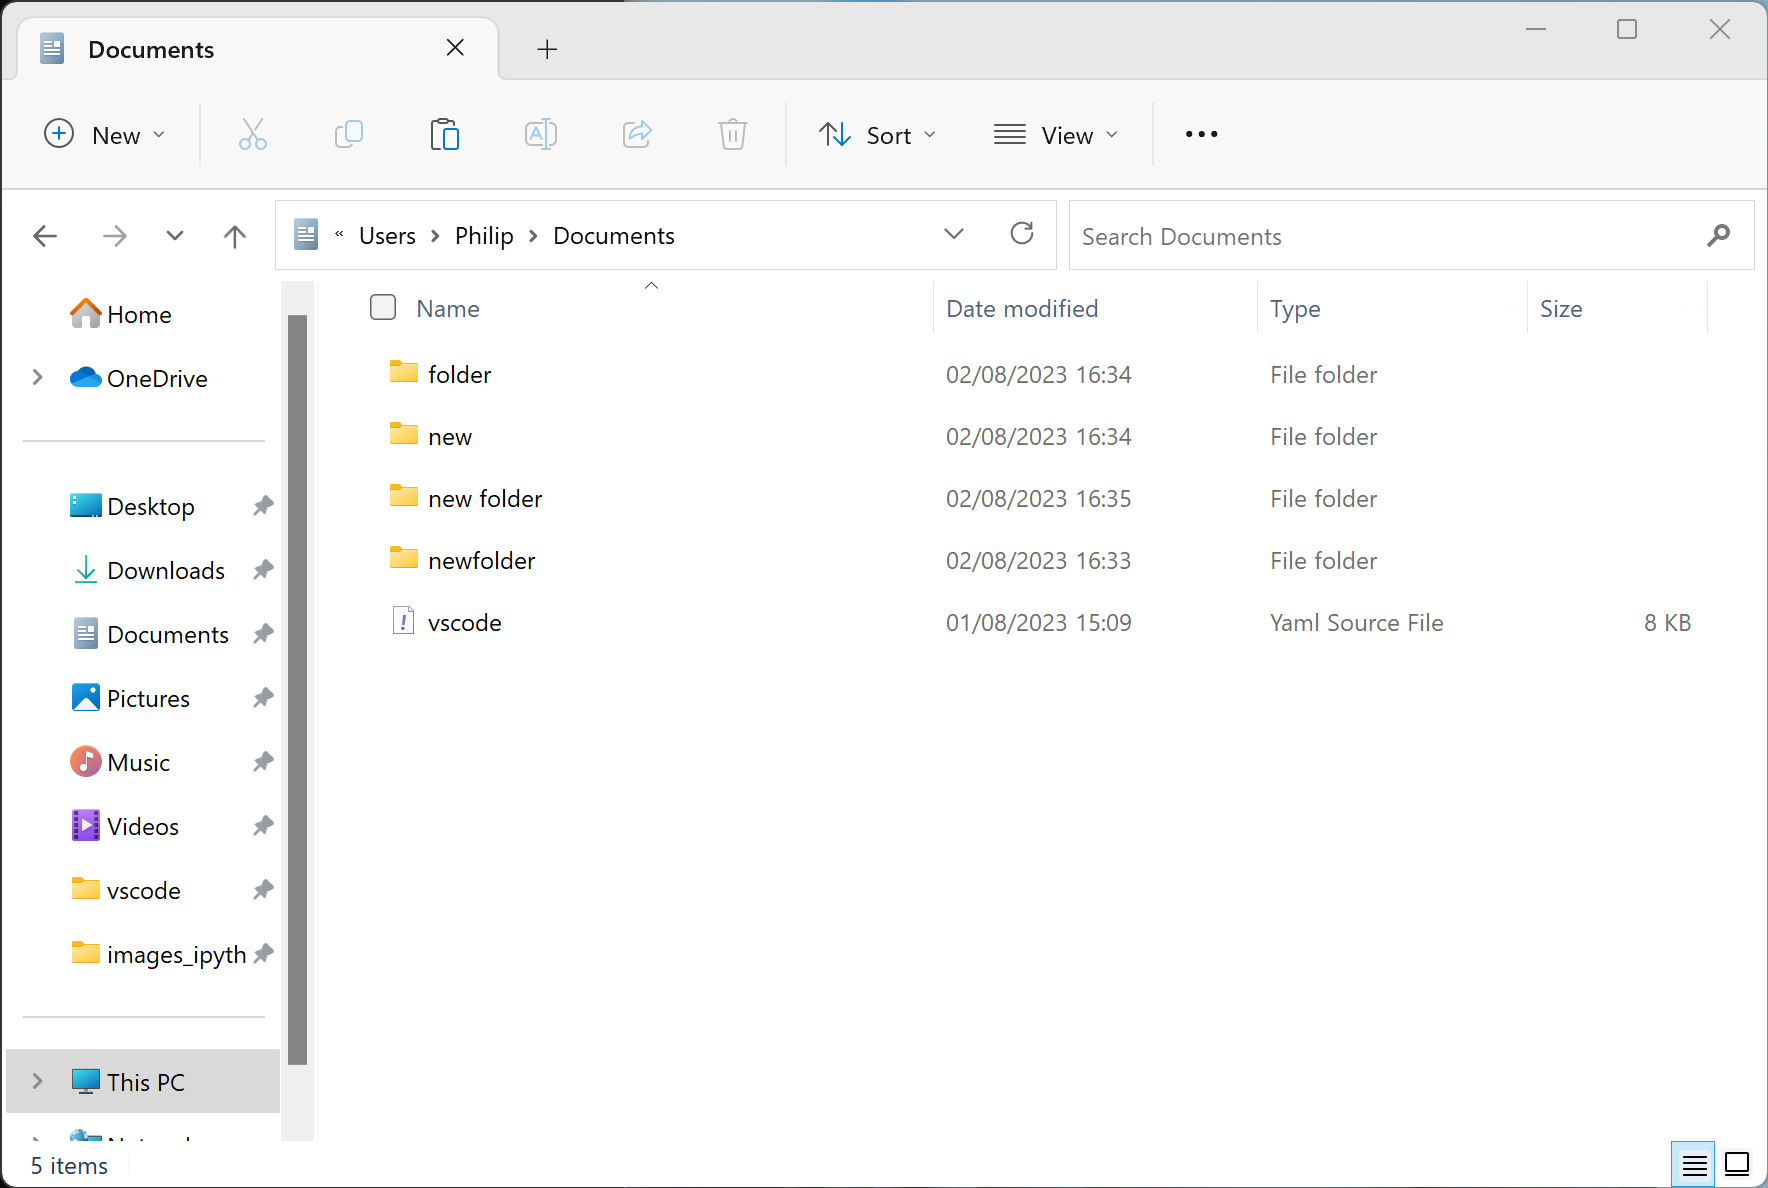 Documents
New
Sort
View
« Users > Philip > Documents
Search Documents
Home
OneDrive
Desktop
Downloads
Documents
Pictures
Music
Videos
vscode
images_ipyth
This PC
Name Date modified Type Size
folder 02/08/2023 16:34 File folder
new 02/08/2023 16:34 File folder
new folder 02/08/2023 16:35 File folder
newfolder 02/08/2023 16:33 File folder
vscode 01/08/2023 15:09 Yaml Source File 8 KB
5 items